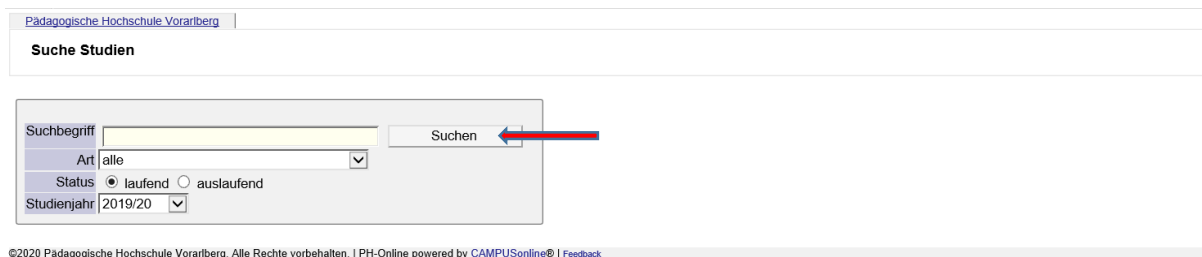 Pädagogische Hochschule Vorarlberg
Suche Studien
Suchbegriff Suchen
Art alle
Status laufend auslaufend
Studienjahr 2019/20
©2020 Pädagogische Hochschule Vorarlberg. Alle Rechte vorbehalten. | PH-Online powered by CAMPUSonline® | Feedback